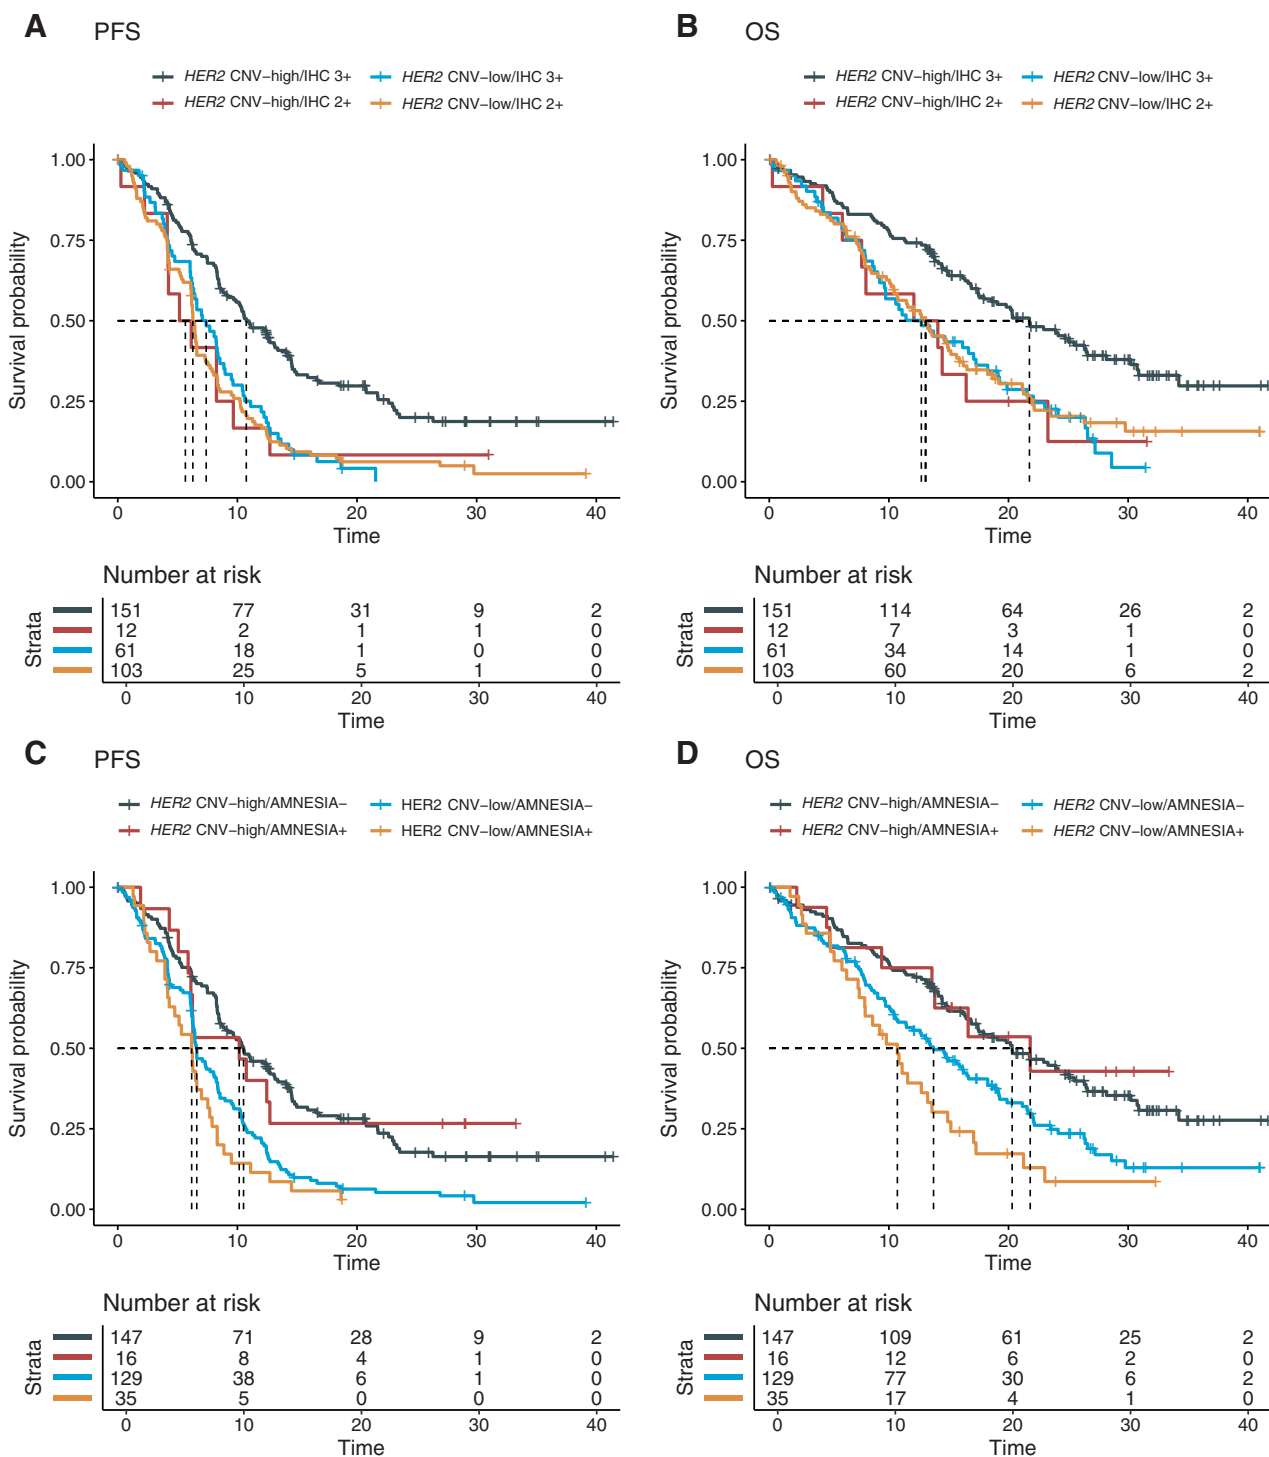 A PFS
HER2 CNV–high/IHC 3+ HER2 CNV–low/IHC 3+
HER2 CNV–high/IHC 2+ HER2 CNV–low/IHC 2+
Survival probability
1.00
0.75
0.50
0.25
0.00
0 10 20 30 40
Time
Number at risk
Strata
151 77 31 9 2
12 2 1 1 0
61 18 1 0 0
103 25 5 1 0
0 10 20 30 40
Time
B OS
HER2 CNV–high/IHC 3+ HER2 CNV–low/IHC 3+
HER2 CNV–high/IHC 2+ HER2 CNV–low/IHC 2+
Survival probability
1.00
0.75
0.50
0.25
0.00
0 10 20 30 40
Time
Number at risk
Strata
151 114 64 26 2
12 7 3 1 0
61 34 14 1 0
103 60 20 6 2
0 10 20 30 40
Time
C PFS
HER2 CNV–high/AMNESIA– HER2 CNV–low/AMNESIA–
HER2 CNV–high/AMNESIA+ HER2 CNV–low/AMNESIA+
Survival probability
1.00
0.75
0.50
0.25
0.00
0 10 20 30 40
Time
Number at risk
Strata
147 71 28 9 2
16 8 4 1 0
129 38 6 1 0
35 5 0 0 0
0 10 20 30 40
Time
D OS
HER2 CNV–high/AMNESIA– HER2 CNV–low/AMNESIA–
HER2 CNV–high/AMNESIA+ HER2 CNV–low/AMNESIA+
Survival probability
1.00
0.75
0.50
0.25
0.00
0 10 20 30 40
Time
Number at risk
Strata
147 109 61 25 2
16 12 6 2 0
129 77 30 6 2
35 17 4 1 0
0 10 20 30 40
Time